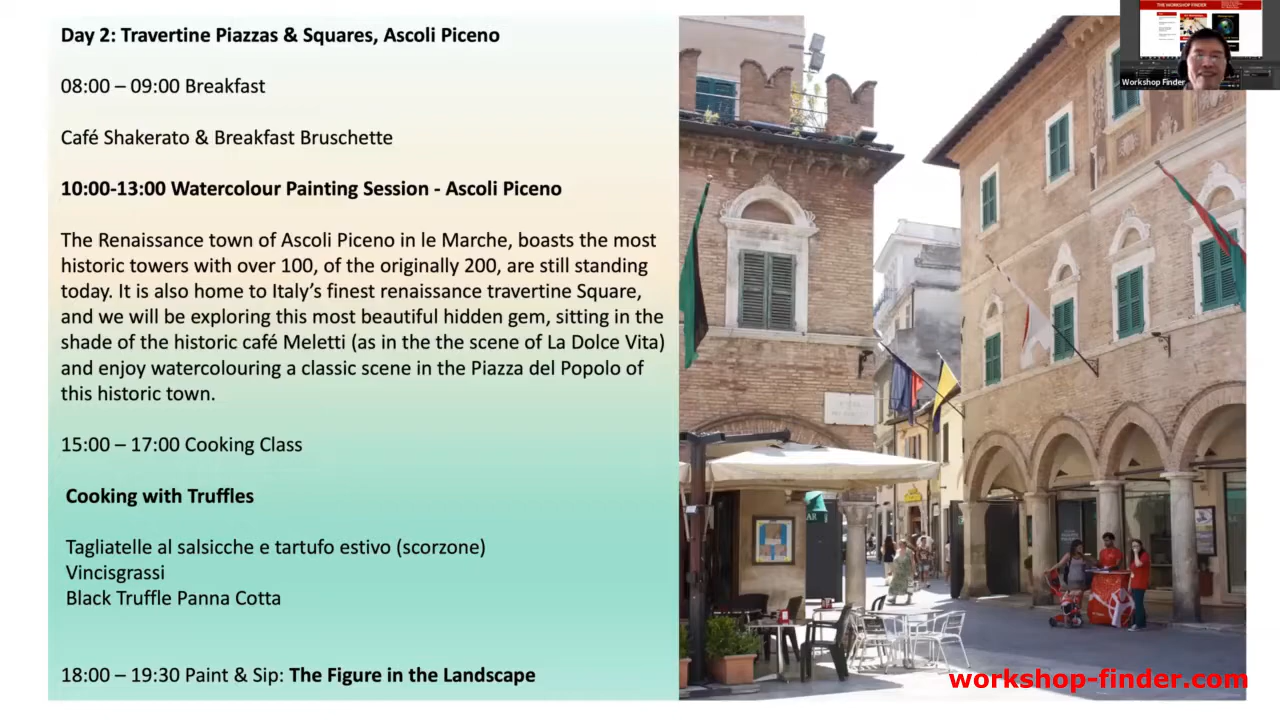 Day 2: Travertine Piazzas & Squares, Ascoli Piceno
08:00 – 09:00 Breakfast
Café Shakerato & Breakfast Bruschette
10:00-13:00 Watercolour Painting Session - Ascoli Piceno
The Renaissance town of Ascoli Piceno in le Marche, boasts the most
historic towers with over 100, of the originally 200, are still standing
today. It is also home to Italy’s finest renaissance travertine Square,
and we will be exploring this most beautiful hidden gem, sitting in the
shade of the historic café Meletti (as in the the scene of La Dolce Vita)
and enjoy watercolouring a classic scene in the Piazza del Popolo of
this historic town.
15:00 – 17:00 Cooking Class
Cooking with Truffles
Tagliatelle al salsicche e tartufo estivo (scorzone)
Vincisgrassi
Black Truffle Panna Cotta
18:00 – 19:30 Paint & Sip: The Figure in the Landscape
THE WORKSHOP FINDER
Workshop Finder
workshop-finder.com